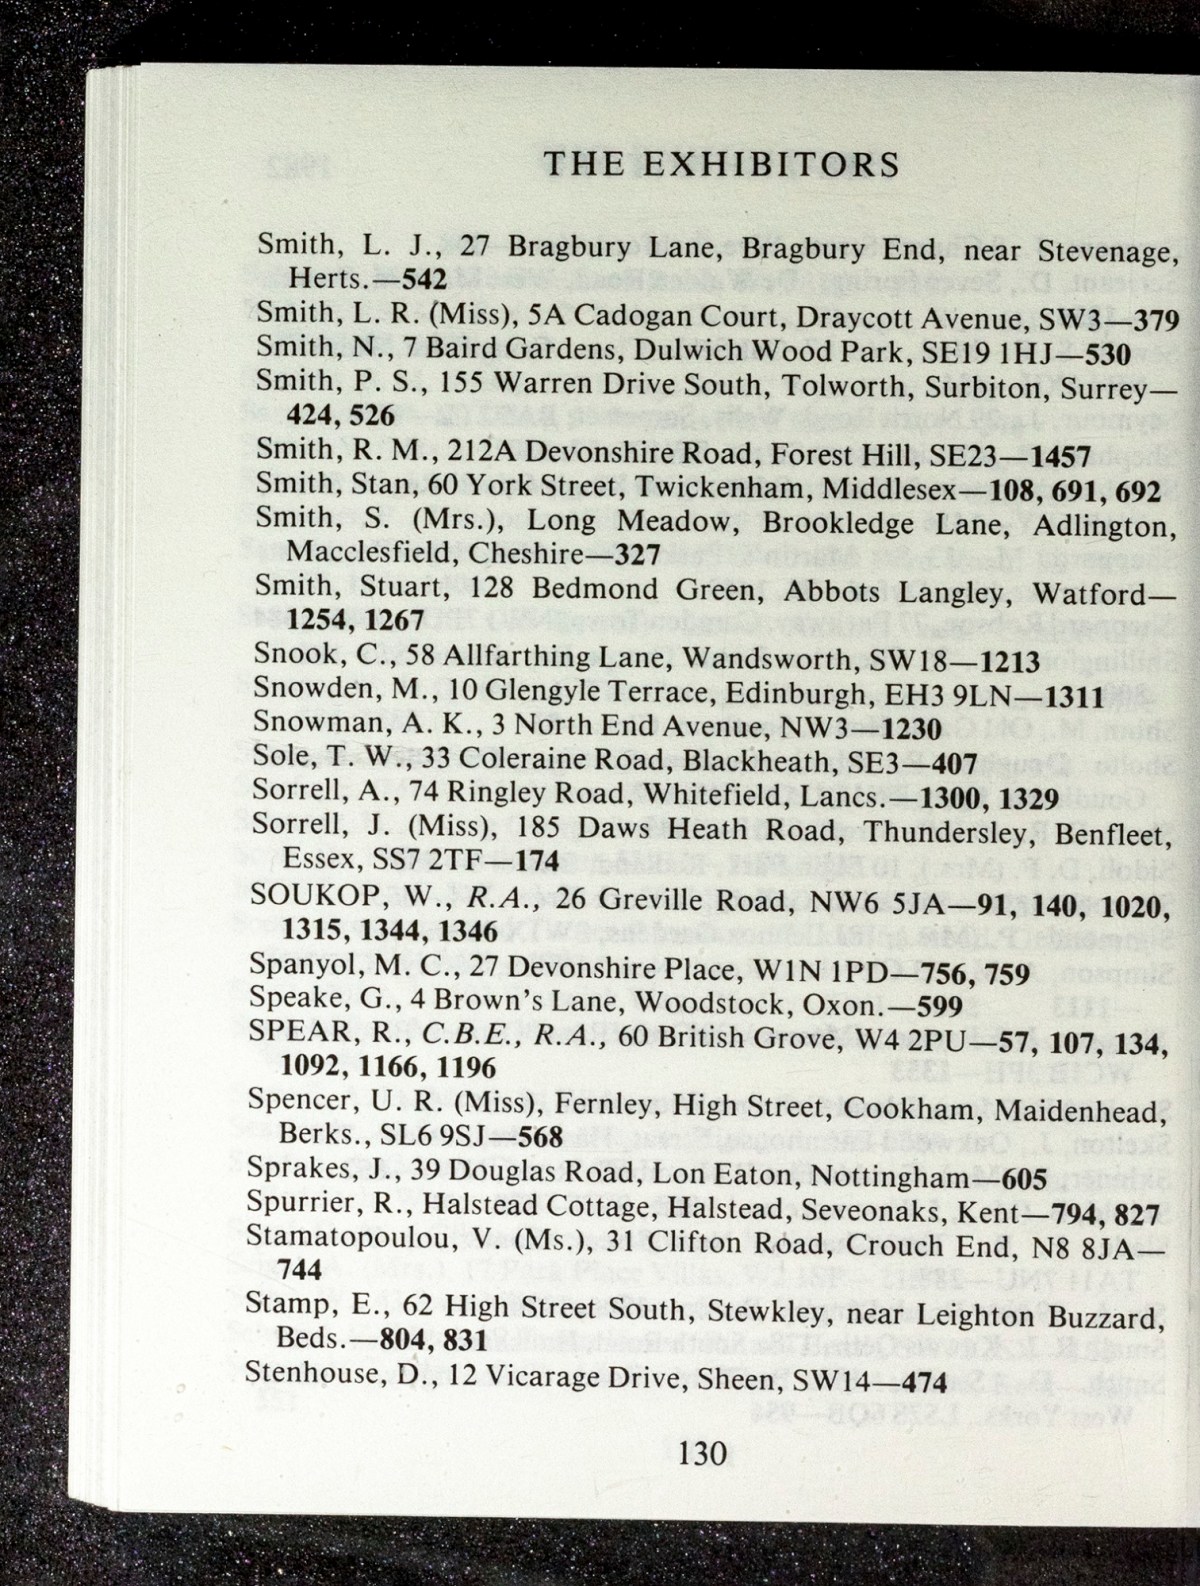 THE EXHIBITORS
Smith, L. J., 27 Bragbury Lane, Bragbury End, near Stevenage,
Herts.—542
Smith, L. R. (Miss), 5A Cadogan Court, Draycott Avenue, SW3—379
Smith, N., 7 Baird Gardens, Dulwich Wood Park, SE19 1HJ—530
Smith, P. S., 155 Warren Drive South, Tolworth, Surbiton, Surrey—
424, 526
Smith, R. M., 212A Devonshire Road, Forest Hill, SE23—1457
Smith, Stan, 60 York Street, Twickenham, Middlesex—108, 691, 692
Smith, S. (Mrs.), Long Meadow, Brookledge Lane, Adlington,
Macclesfield, Cheshire—327
Smith, Stuart, 128 Bedmond Green, Abbots Langley, Watford—
1254, 1267
Snook, C., 58 Allfarthing Lane, Wandsworth, SW18—1213
Snowden, M., 10 Glengyle Terrace, Edinburgh, EH3 9LN—1311
Snowman, A. K., 3 North End Avenue, NW3—1230
Sole, T. W., 33 Coleraine Road, Blackheath, SE3—407
Sorrell, A., 74 Ringley Road, Whitefield, Lancs.—1300, 1329
Sorrell, J. (Miss), 185 Daws Heath Road, Thundersley, Benfleet,
Essex, SS7 2TF—174
SOUKOP, W., R.A., 26 Greville Road, NW6 5JA—91, 140, 1020,
1315, 1344, 1346
Spanyol, M. C., 27 Devonshire Place, W1N 1PD—756, 759
Speake, G., 4 Brown's Lane, Woodstock, Oxon.—599
SPEAR, R., C.B.E., R.A., 60 British Grove, W4 2PU—57, 107, 134,
1092, 1166, 1196
Spencer, U. R. (Miss), Fernley, High Street, Cookham, Maidenhead,
Berks., SL6 9SJ—568
Sprakes, J., 39 Douglas Road, Lon Eaton, Nottingham—605
Spurrier, R., Halstead Cottage, Halstead, Seveonaks, Kent—794, 827
Stamatopoulou, V. (Ms.), 31 Clifton Road, Crouch End, N8 8JA—
744
Stamp, E., 62 High Street South, Stewkley, near Leighton Buzzard,
Beds.—804, 831
Stenhouse, D., 12 Vicarage Drive, Sheen, SW14—474
130